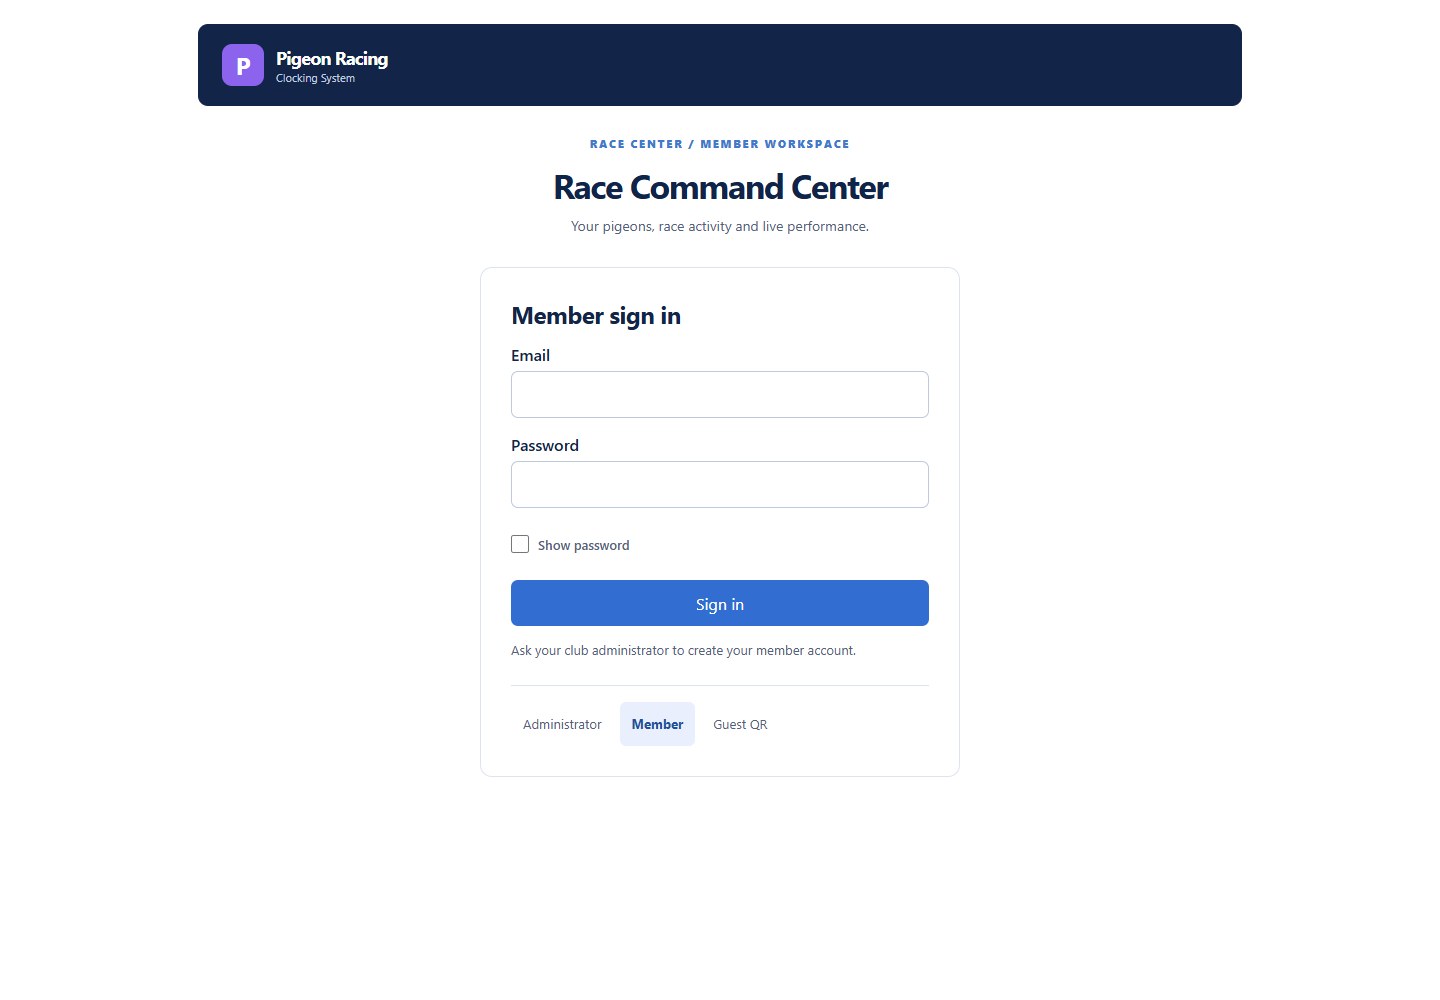 P
Pigeon Racing
Clocking System
RACE CENTER / MEMBER WORKSPACE
Race Command Center
Your pigeons, race activity and live performance.
Member sign in
Email
Password
Show password
Sign in
Ask your club administrator to create your member account.
Administrator Member Guest QR